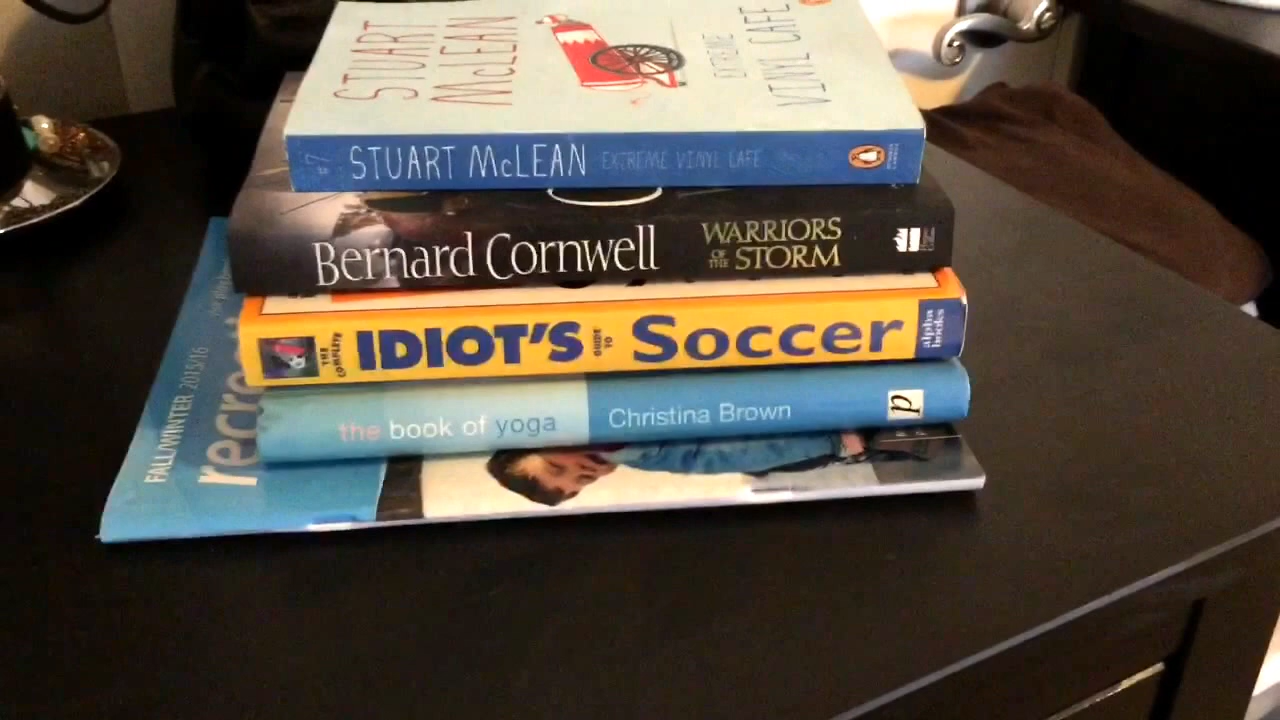 STUART
McLEAN
EXTREME
VINYL CAFE
#7 STUART McLEAN EXTREME VINYL CAFE
Bernard Cornwell WARRIORS OF THE STORM
THE COMPLETE IDIOT'S GUIDE TO Soccer alpha books
the book of yoga Christina Brown p
FALL/WINTER 2015/16